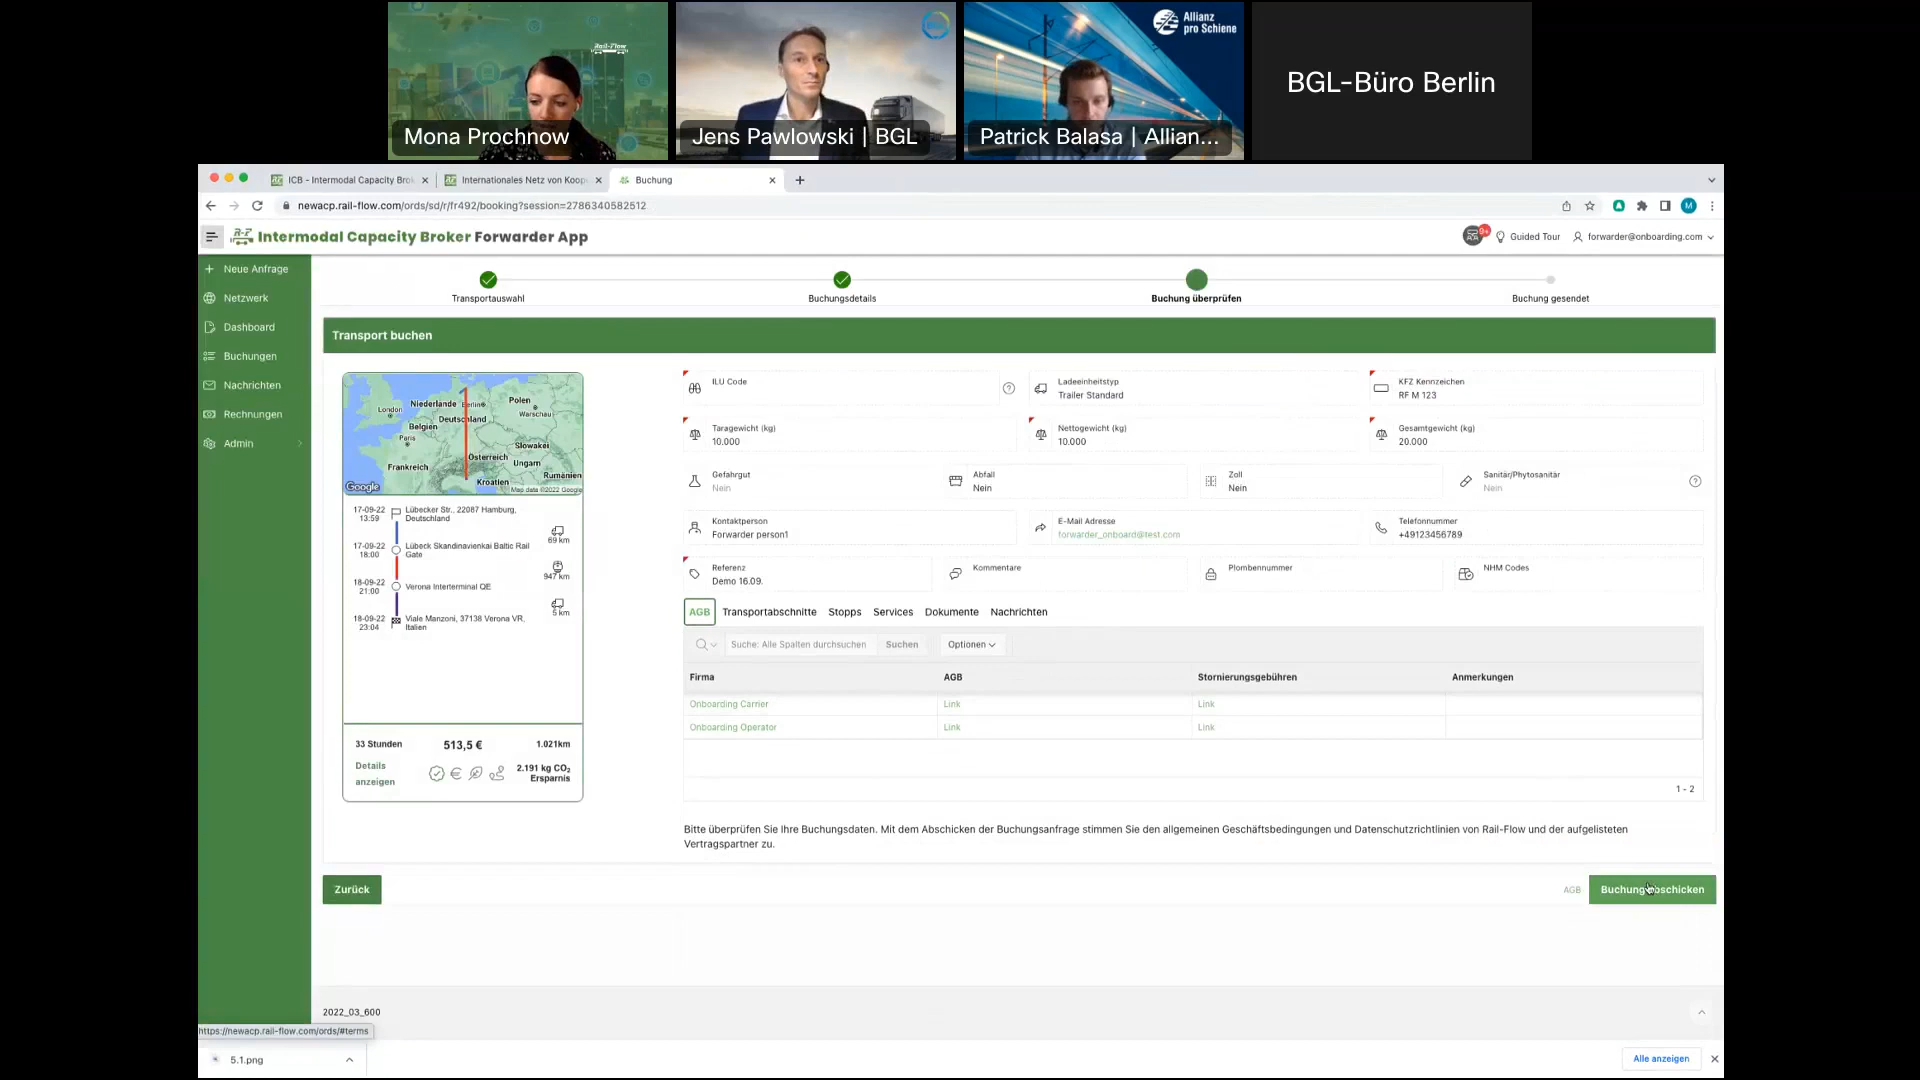 Rail-Flow
Allianz
pro Schiene
Mona Prochnow
Jens Pawlowski | BGL
Patrick Balasa | Allian...
BGL-Büro Berlin
ICB - Intermodal Capacity Brok
Internationales Netz von Koop
Buchung
newacp.rail-flow.com/ords/sd/r/fr492/booking?session=2786340582512
M
R-F
Intermodal Capacity Broker Forwarder App
9+
Guided Tour
forwarder@onboarding.com
Neue Anfrage
Netzwerk
Dashboard
Buchungen
Nachrichten
Rechnungen
Admin
Transportauswahl
Buchungsdetails
Buchung überprüfen
Buchung gesendet
Transport buchen
London
Niederlande
Berlin
Polen
Warschau
Deutschland
Belgien
Paris
Slowakei
Österreich
Ungarn
Frankreich
Rumänien
Kroatien
Google
Map data ©2022 Google
17-09-22
13:59
Lübecker Str., 22087 Hamburg,
Deutschland
69 km
17-09-22
18:00
Lübeck Skandinavienkai Baltic Rail
Gate
947 km
18-09-22
21:00
Verona Interterminal QE
5 km
18-09-22
23:04
Viale Manzoni, 37138 Verona VR,
Italien
33 Stunden
513,5 €
1.021km
Details
anzeigen
2.191 kg CO₂
Ersparnis
ILU Code
Ladeeinheitstyp
Trailer Standard
KFZ Kennzeichen
RF M 123
Taragewicht (kg)
10.000
Nettogewicht (kg)
10.000
Gesamtgewicht (kg)
20.000
Gefahrgut
Nein
Abfall
Nein
Zoll
Nein
Sanitär/Phytosanitär
Nein
Kontaktperson
Forwarder person1
E-Mail Adresse
forwarder_onboard@test.com
Telefonnummer
+49123456789
Referenz
Demo 16.09.
Kommentare
Plombennummer
NHM Codes
AGB Transportabschnitte Stopps Services Dokumente Nachrichten
Suche: Alle Spalten durchsuchen
Suchen
Optionen
Firma AGB Stornierungsgebühren Anmerkungen
Onboarding Carrier Link Link
Onboarding Operator Link Link
1 - 2
Bitte überprüfen Sie Ihre Buchungsdaten. Mit dem Abschicken der Buchungsanfrage stimmen Sie den allgemeinen Geschäftsbedingungen und Datenschutzrichtlinien von Rail-Flow und der aufgelisteten
Vertragspartner zu.
Zurück
AGB
Buchung abschicken
2022_03_600
https://newacp.rail-flow.com/ords/#terms
5.1.png
Alle anzeigen